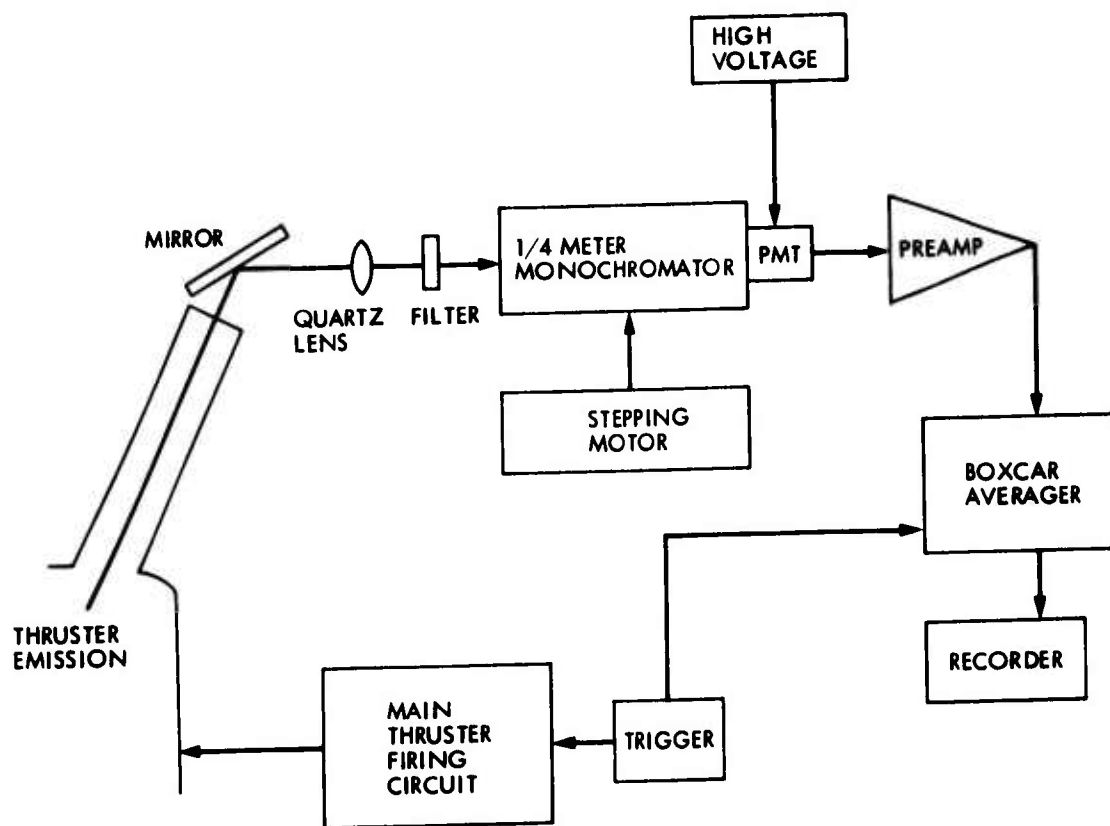 HIGH
VOLTAGE
MIRROR
1/4 METER
MONOCHROMATOR
PMT
PREAMP
QUARTZ
LENS
FILTER
STEPPING
MOTOR
BOXCAR
AVERAGER
THRUSTER
EMISSION
RECORDER
MAIN
THRUSTER
FIRING
CIRCUIT
TRIGGER